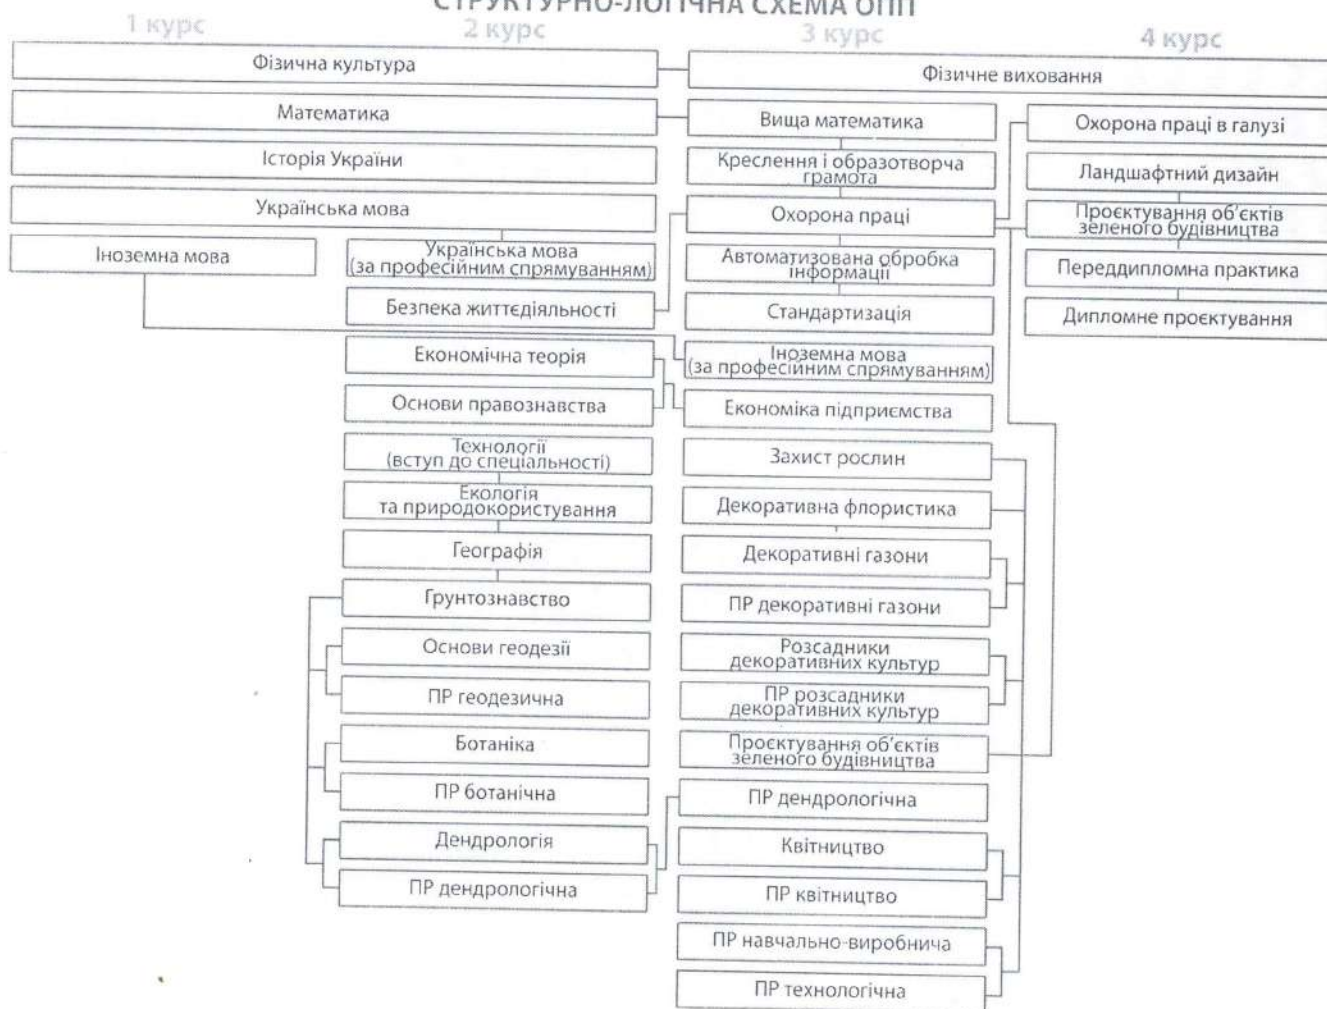 СТРУКТУРНО-ЛОГІЧНА СХЕМА ОПП
1 курс
2 курс
3 курс
4 курс
Фізична культура
Фізичне виховання
Математика
Вища математика
Охорона праці в галузі
Історія України
Креслення і образотворча
грамота
Ландшафтний дизайн
Українська мова
Охорона праці
Проєктування об'єктів
зеленого будівництва
Іноземна мова
Українська мова
(за професійним спрямуванням)
Автоматизована обробка
інформації
Переддипломна практика
Безпека життєдіяльності
Стандартизація
Дипломне проєктування
Економічна теорія
Іноземна мова
(за професійним спрямуванням)
Основи правознавства
Економіка підприємства
Технології
(вступ до спеціальності)
Захист рослин
Екологія
та природокористування
Декоративна флористика
Географія
Декоративні газони
Грунтознавство
ПР декоративні газони
Основи геодезії
Розсадники
декоративних культур
ПР геодезична
ПР розсадники
декоративних культур
Ботаніка
Проєктування об'єктів
зеленого будівництва
ПР ботанічна
ПР дендрологічна
Дендрологія
Квітництво
ПР дендрологічна
ПР квітництво
ПР навчально-виробнича
ПР технологічна